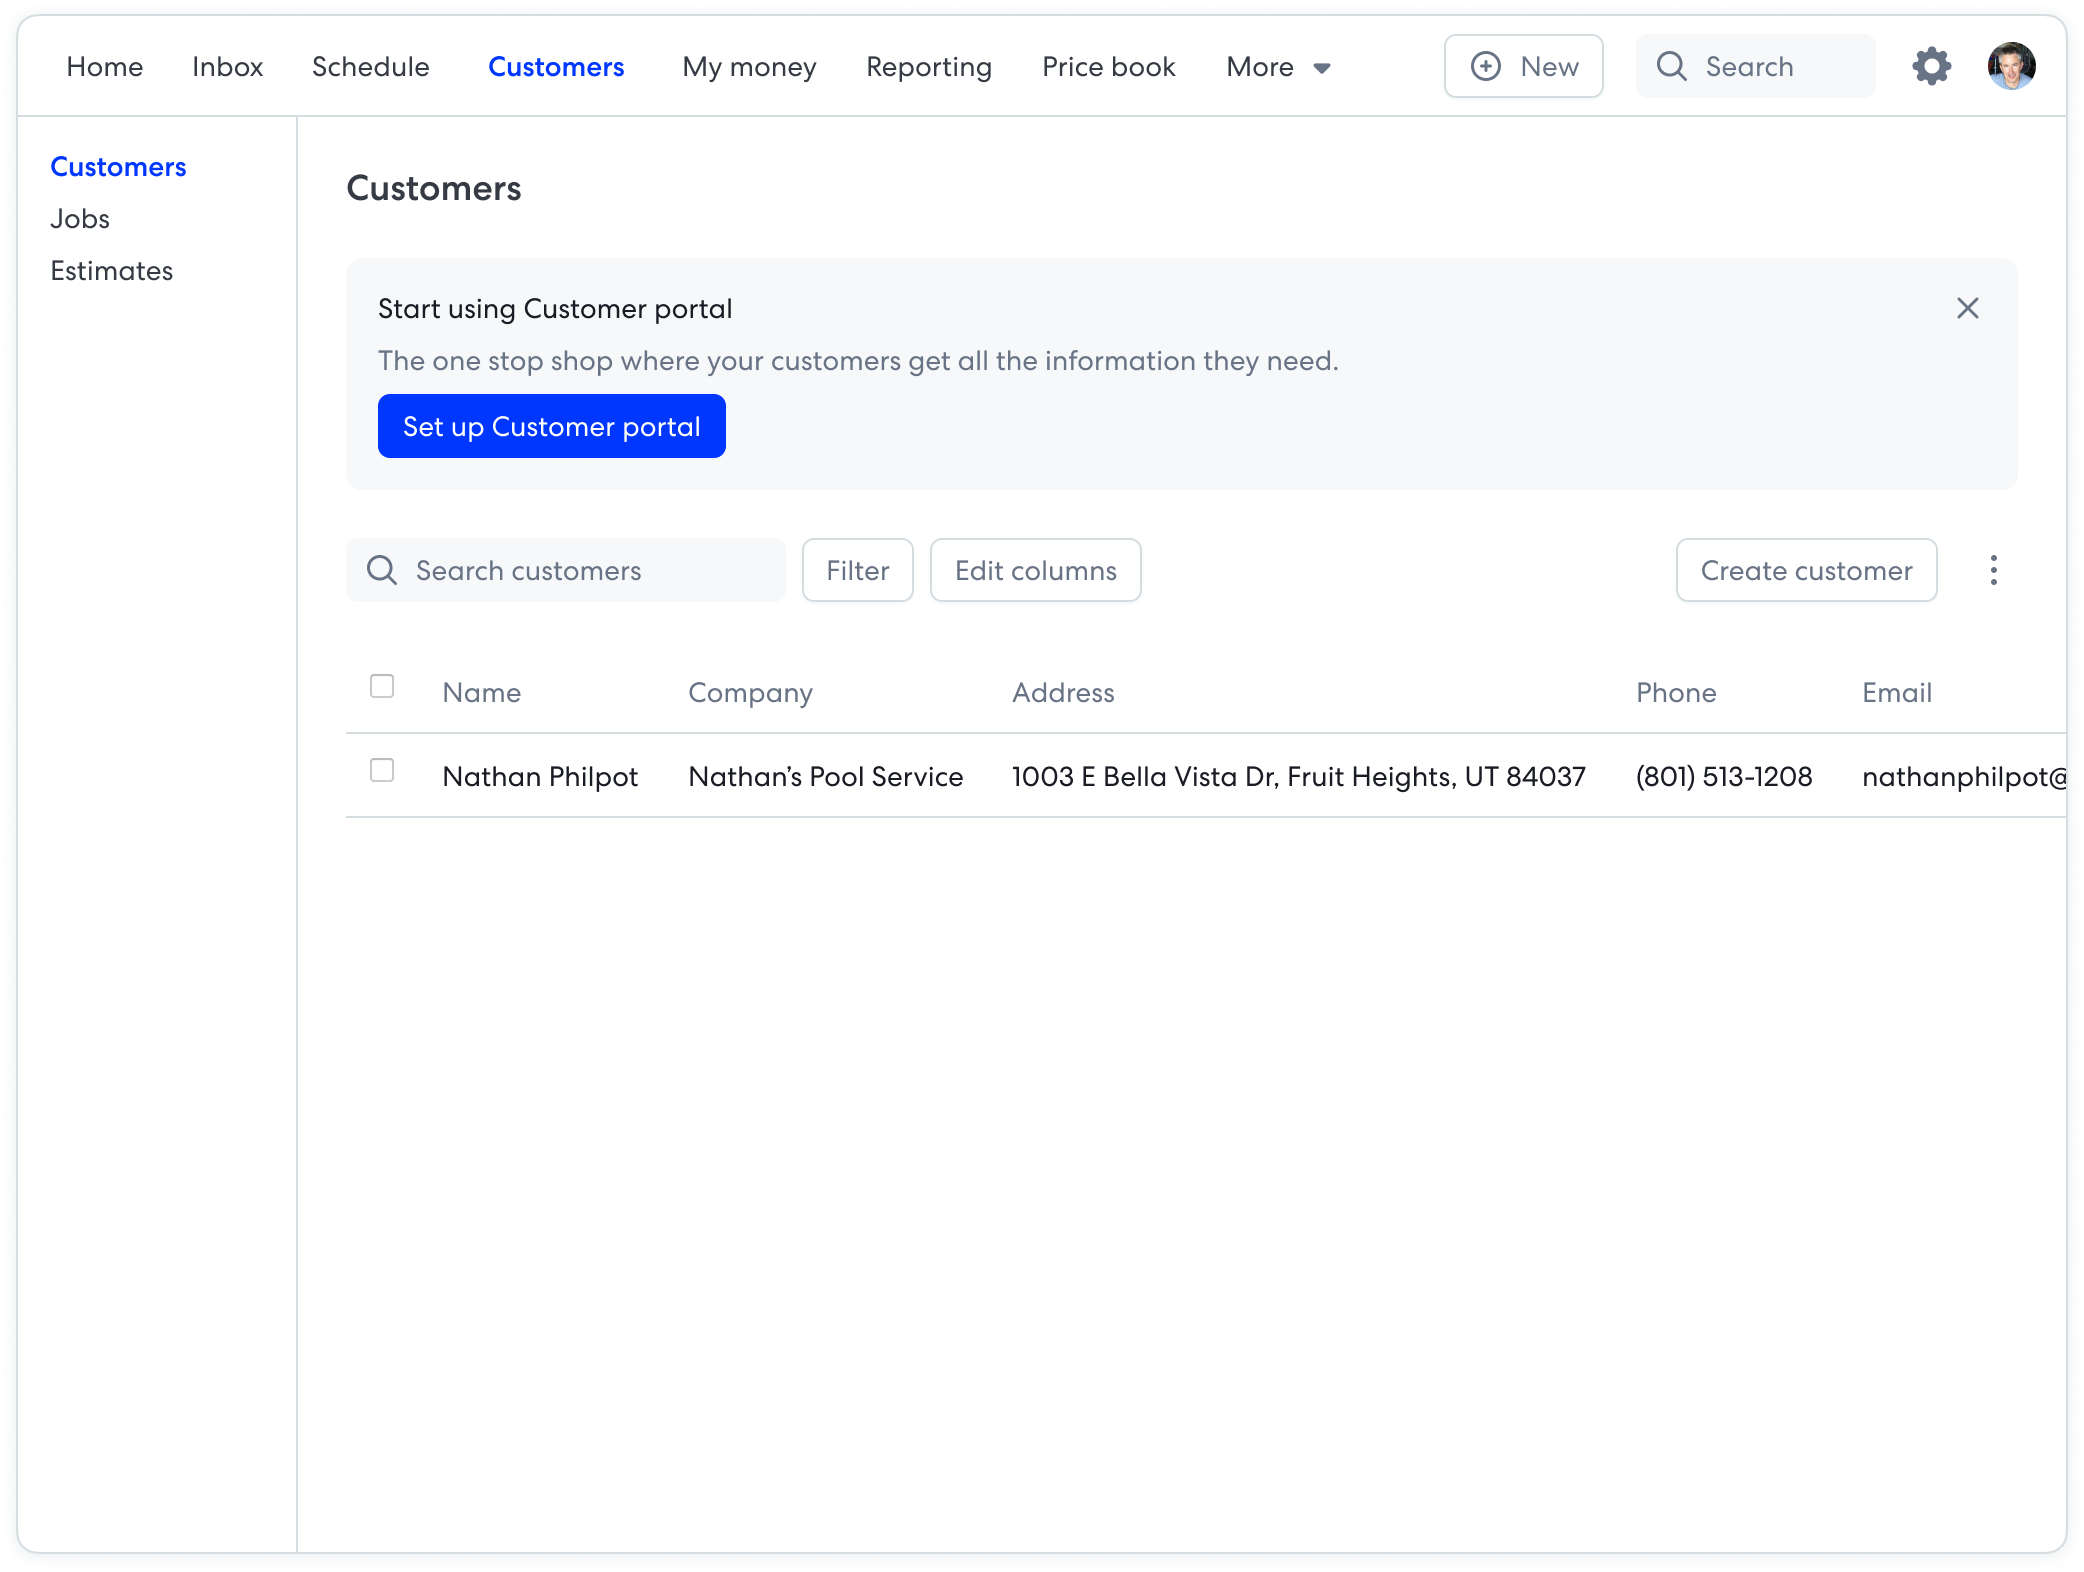 Home Inbox Schedule Customers My money Reporting Price book More New Search
Customers
Jobs
Estimates
Customers
Start using Customer portal
The one stop shop where your customers get all the information they need.
Set up Customer portal
Search customers Filter Edit columns Create customer
Name Company Address Phone Email
Nathan Philpot Nathan’s Pool Service 1003 E Bella Vista Dr, Fruit Heights, UT 84037 (801) 513-1208 nathanphilpot@